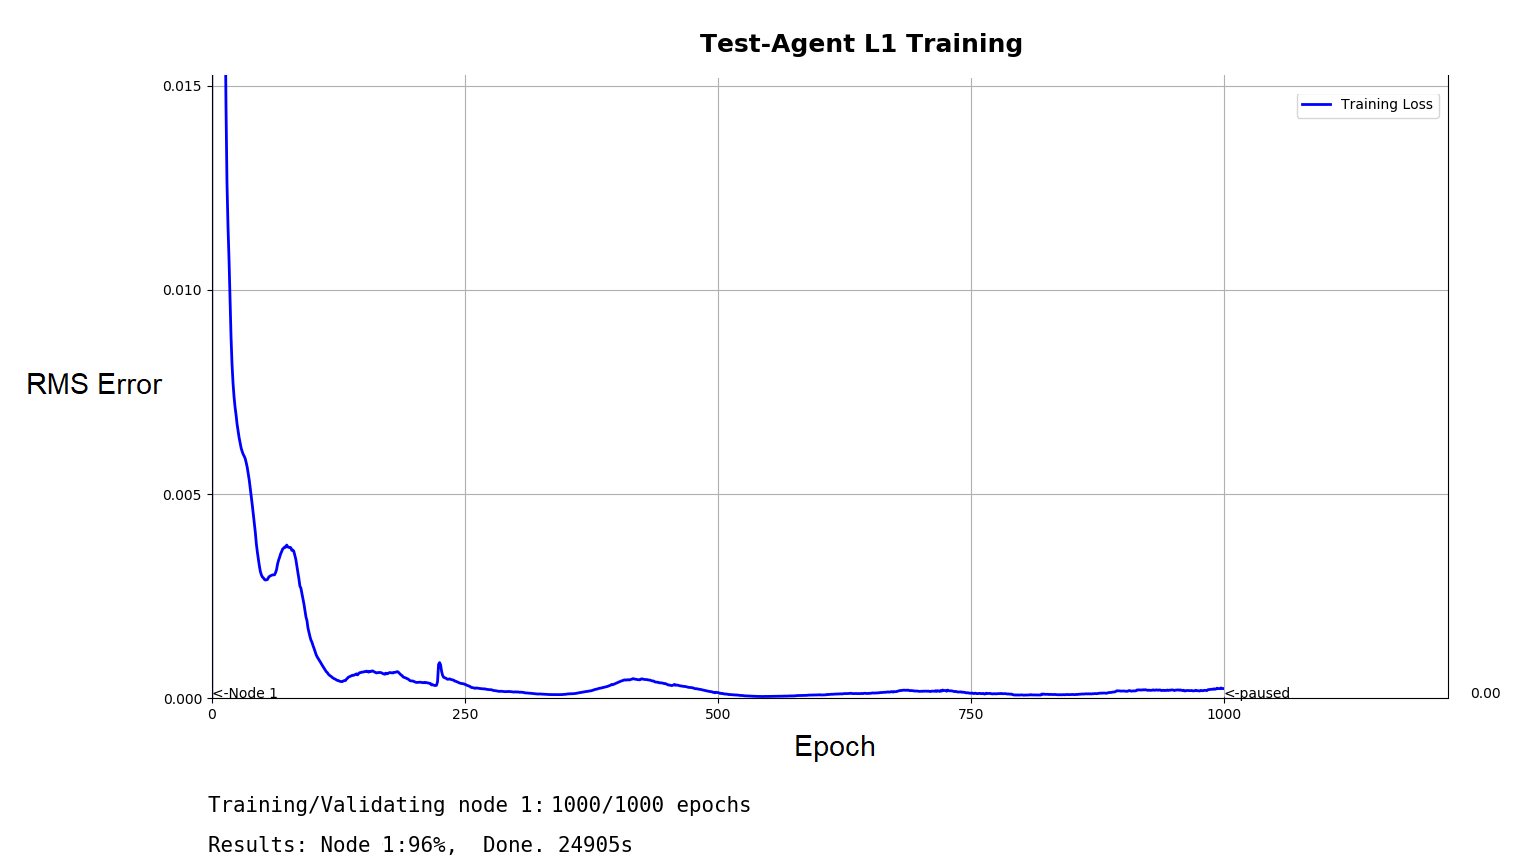 Test-Agent L1 Training
0.015
Training Loss
0.010
RMS Error
0.005
<-Node 1
<-paused
0.00
0.000
0
250
500
750
1000
Epoch
Training/Validating node 1: 1000/1000 epochs
Results: Node 1:96%,  Done. 24905s